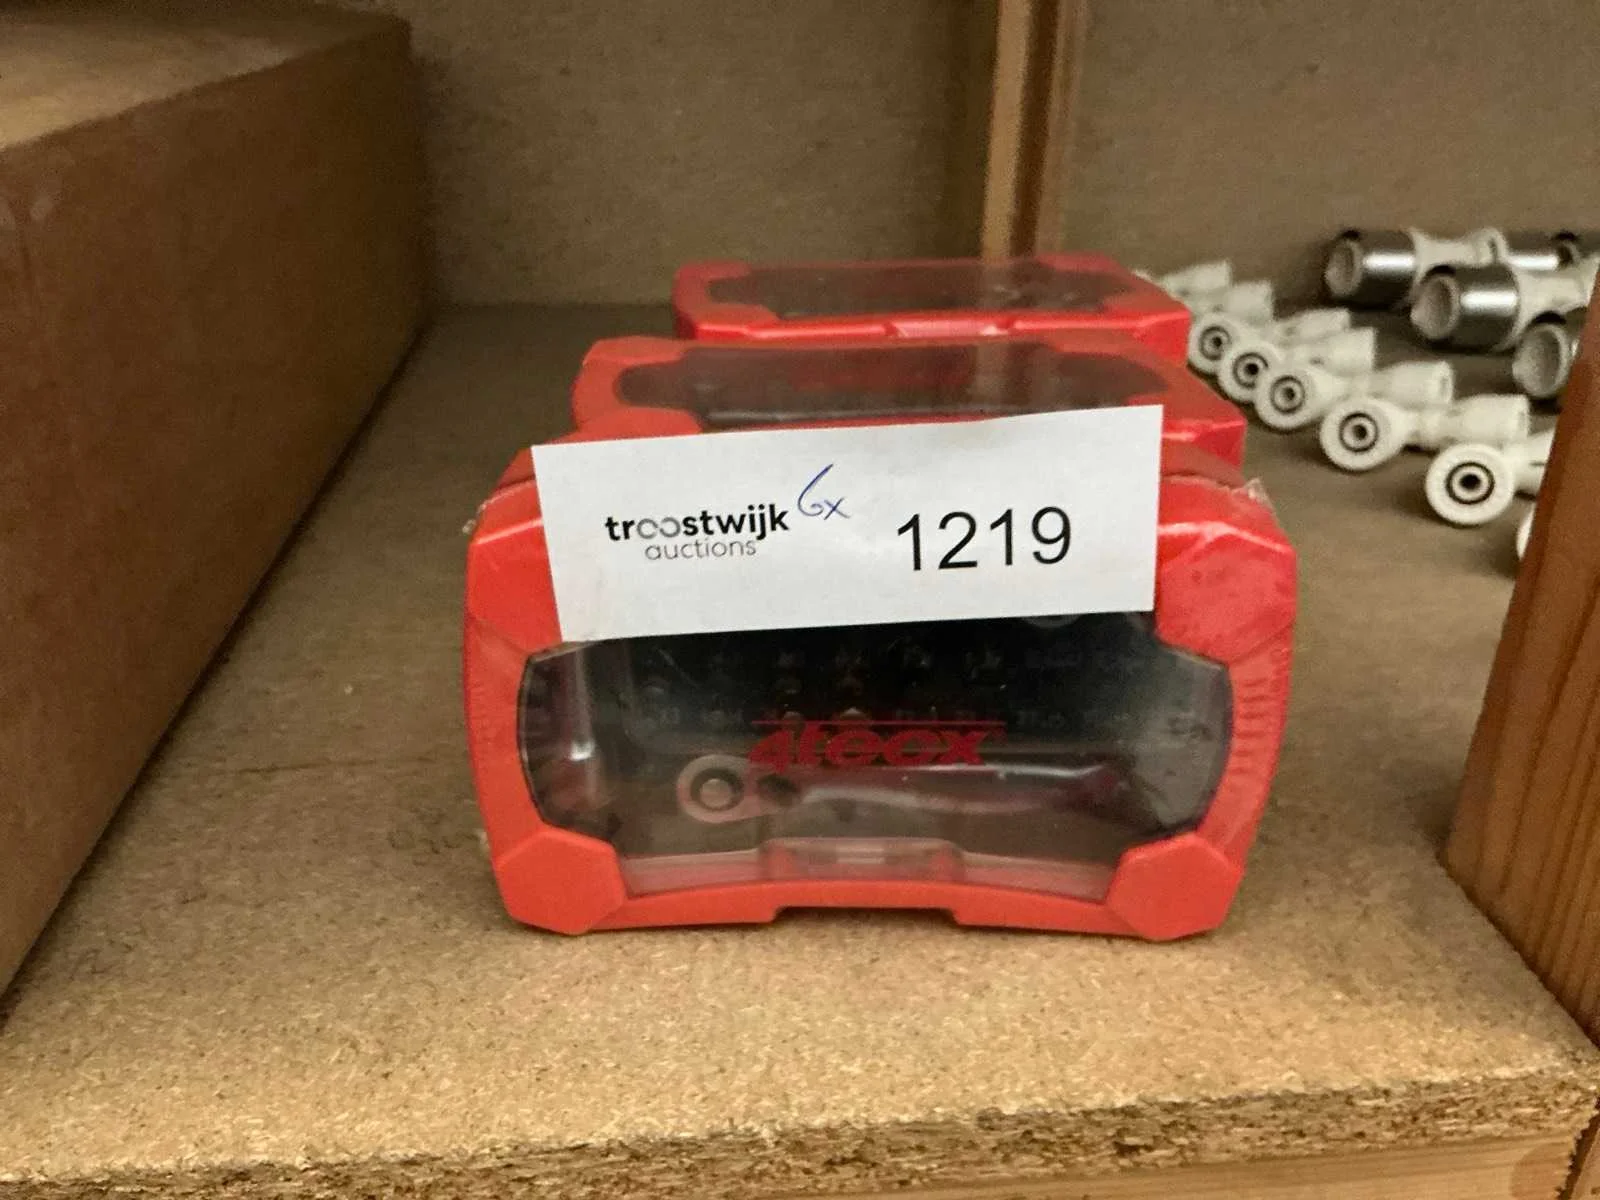 troostwijk 6x
auctions
1219
4tecx